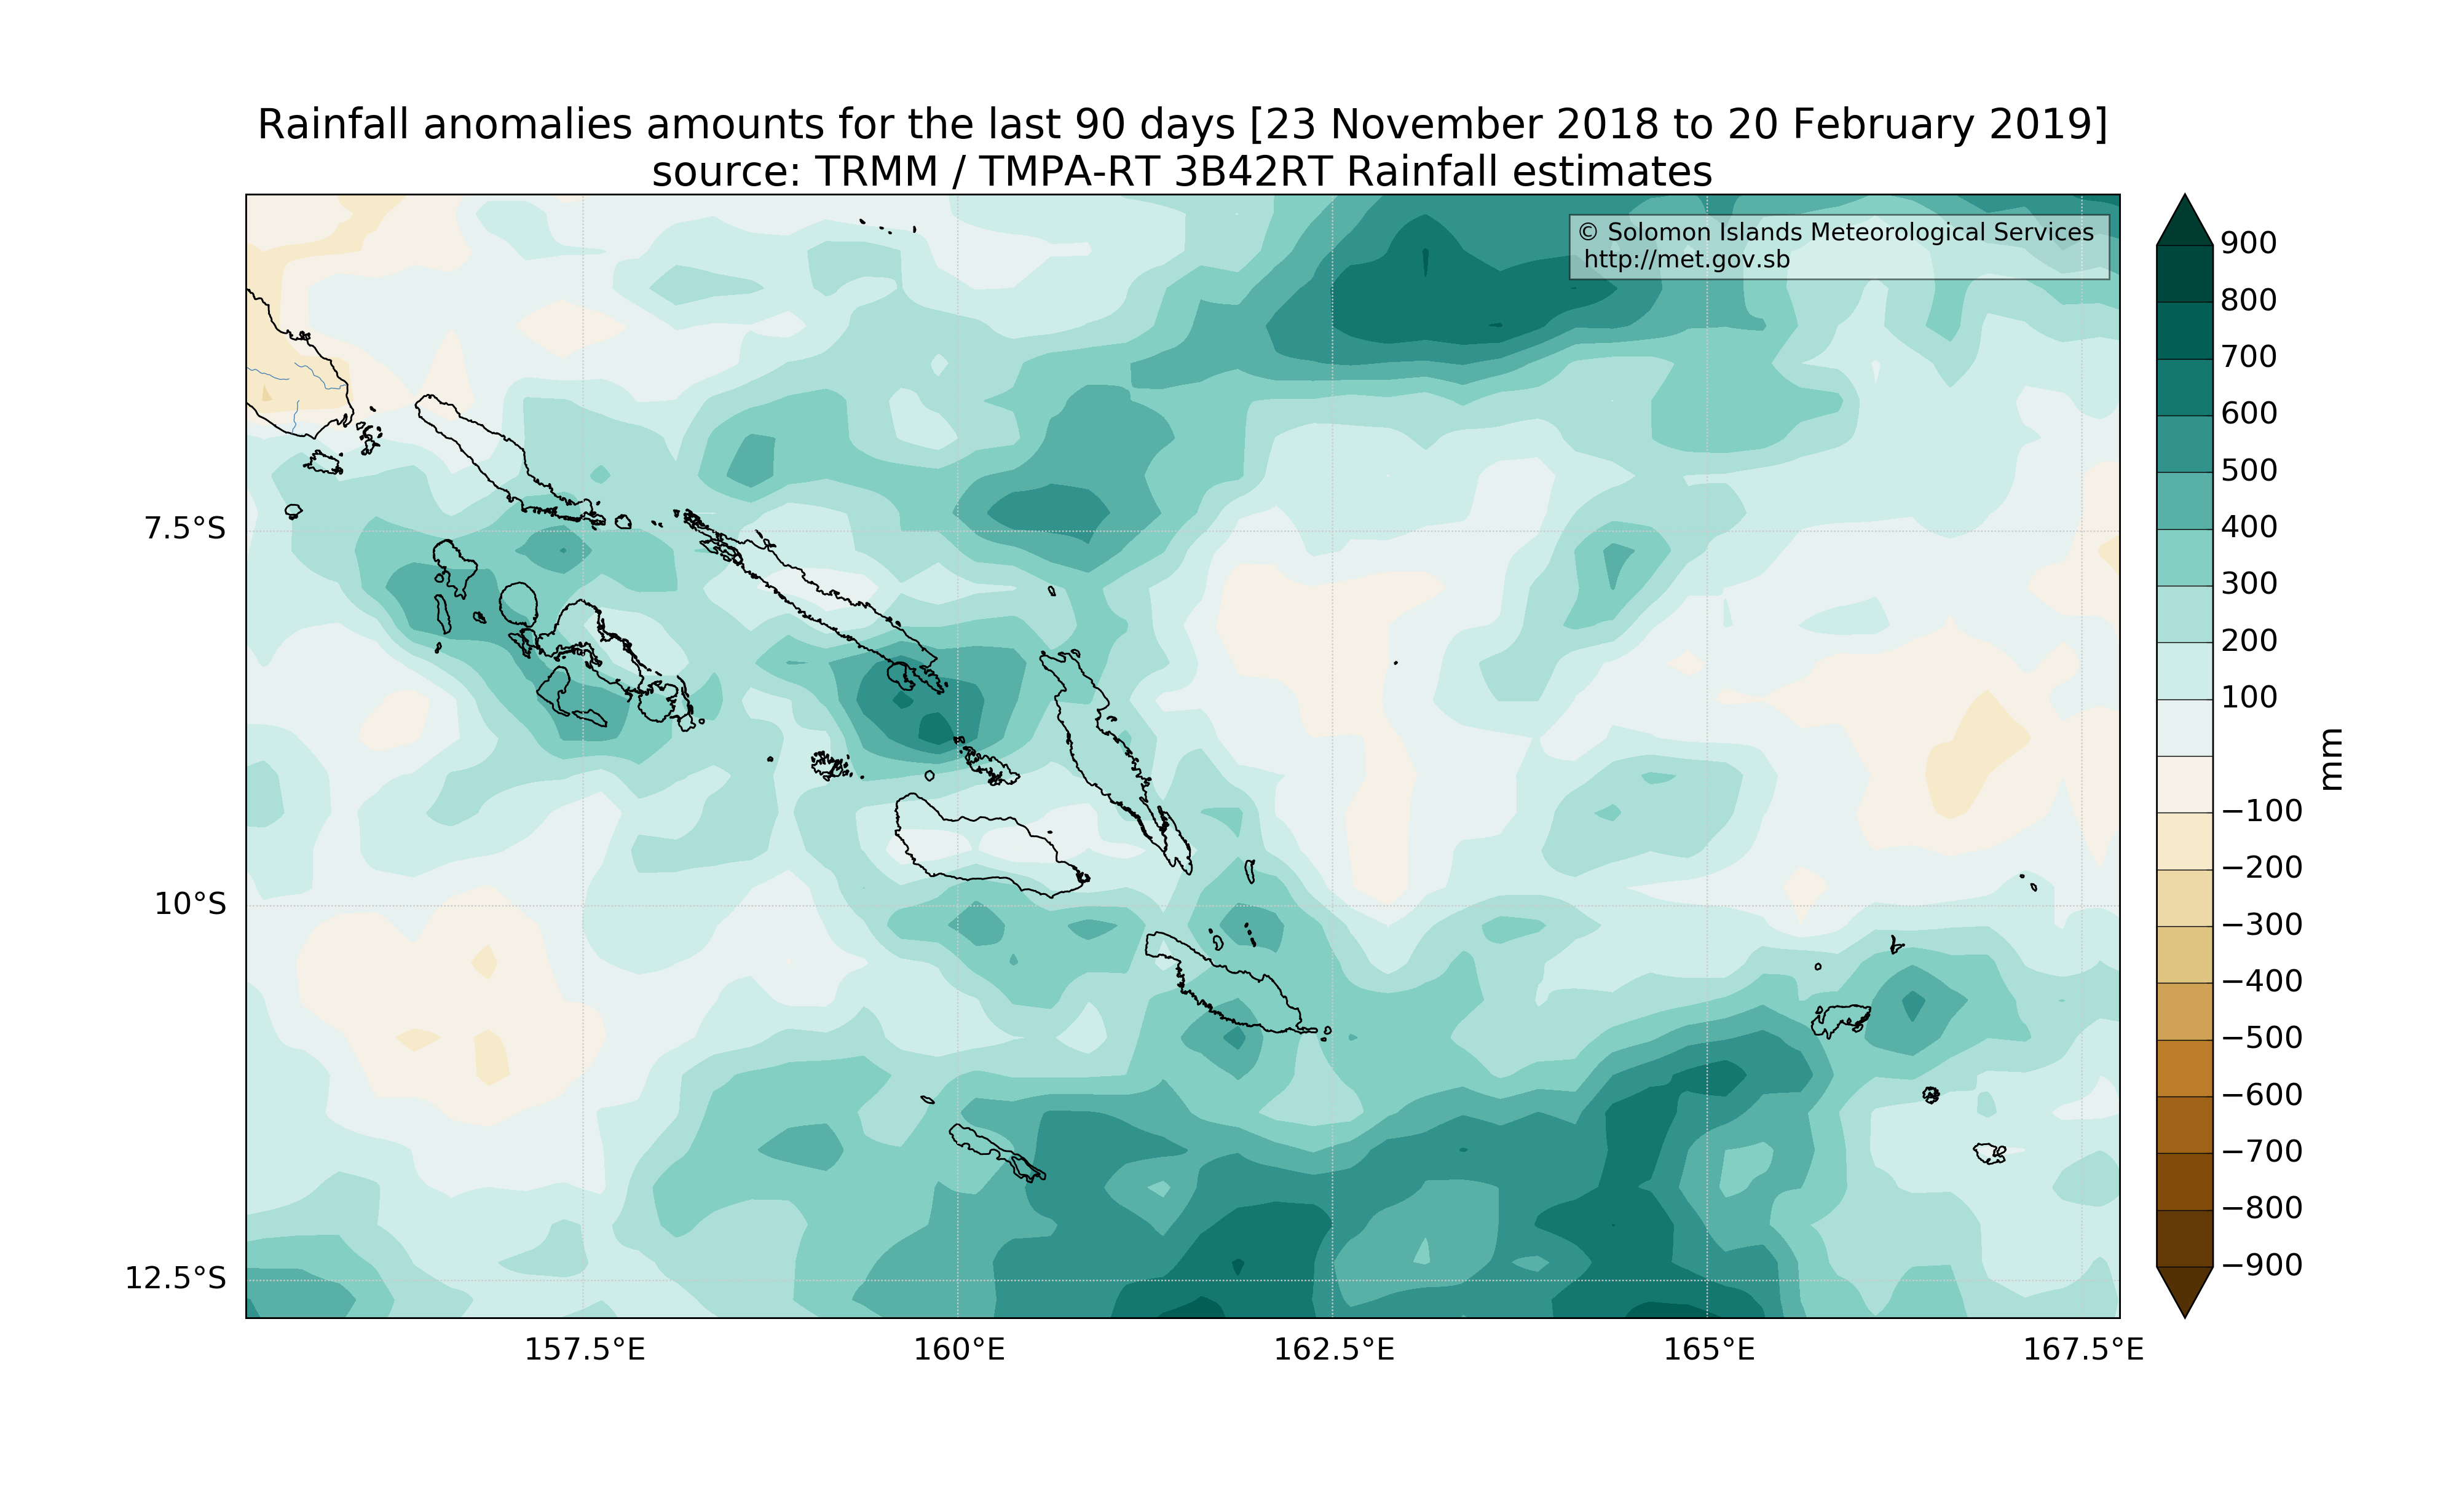 Rainfall anomalies amounts for the last 90 days [23 November 2018 to 20 February 2019]
source: TRMM / TMPA-RT 3B42RT Rainfall estimates
© Solomon Islands Meteorological Services
http://met.gov.sb
7.5°S
10°S
12.5°S
157.5°E
160°E
162.5°E
165°E
167.5°E
900
800
700
600
500
400
300
200
100
−100
−200
−300
−400
−500
−600
−700
−800
−900
mm